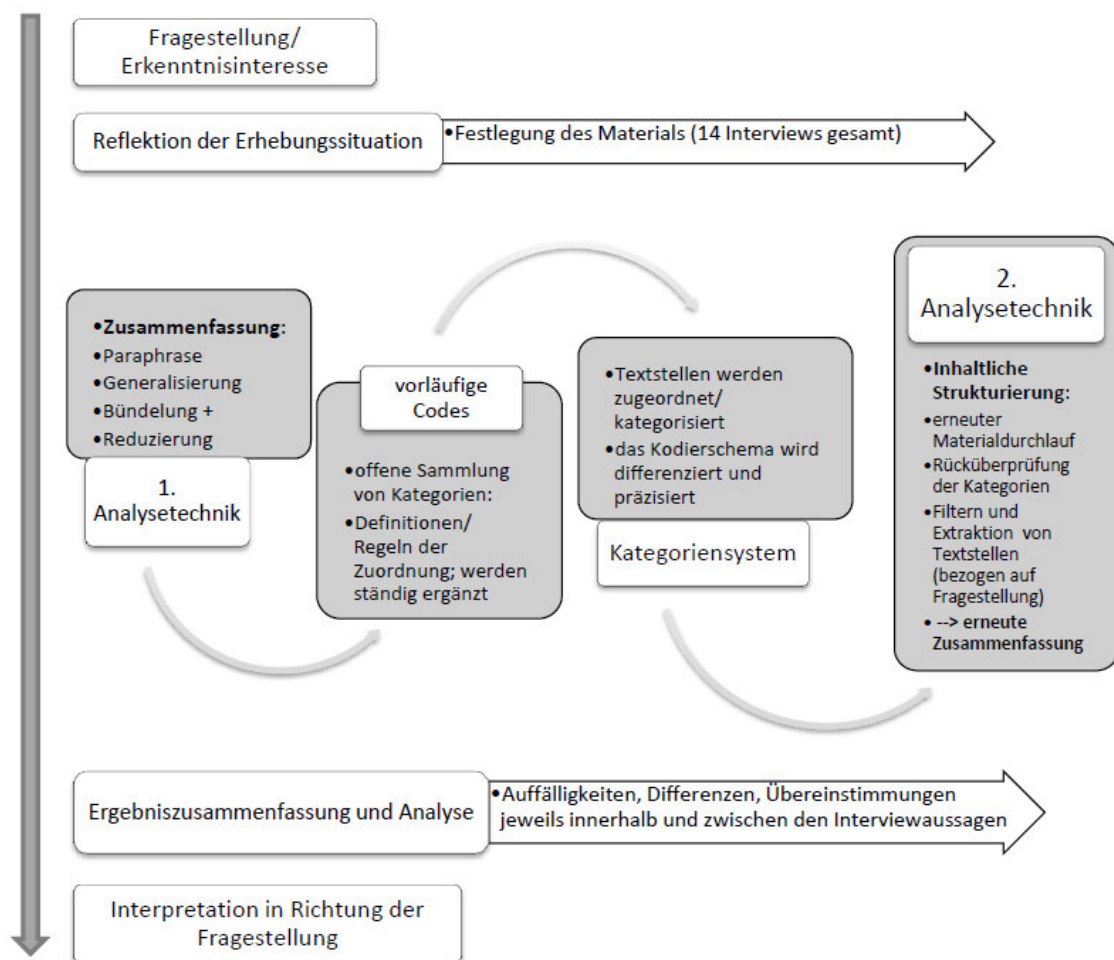 Fragestellung/
Erkenntnisinteresse
Reflektion der Erhebungssituation
•Festlegung des Materials (14 Interviews gesamt)
•Zusammenfassung:
•Paraphrase
•Generalisierung
•Bündelung +
•Reduzierung
1.
Analysetechnik
vorläufige
Codes
•offene Sammlung
von Kategorien:
•Definitionen/
Regeln der
Zuordnung; werden
ständig ergänzt
•Textstellen werden
zugeordnet/
kategorisiert
•das Kodierschema wird
differenziert und
präzisiert
Kategoriensystem
2.
Analysetechnik
•Inhaltliche
Strukturierung:
•erneuter
Materialdurchlauf
•Rücküberprüfung
der Kategorien
•Filtern und
Extraktion von
Textstellen
(bezogen auf
Fragestellung)
• --> erneute
Zusammenfassung
Ergebniszusammenfassung und Analyse
•Auffälligkeiten, Differenzen, Übereinstimmungen
jeweils innerhalb und zwischen den Interviewaussagen
Interpretation in Richtung der
Fragestellung